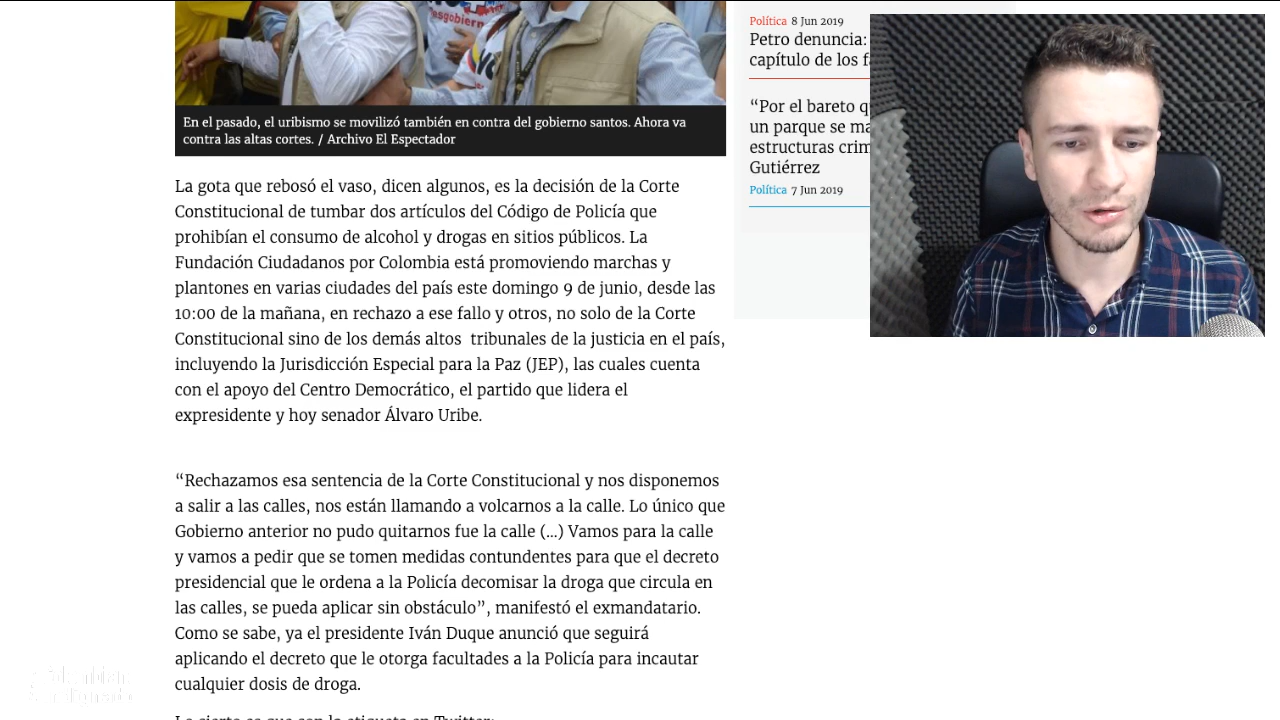 esgobiern
En el pasado, el uribismo se movilizó también en contra del gobierno santos. Ahora va
contra las altas cortes. / Archivo El Espectador
La gota que rebosó el vaso, dicen algunos, es la decisión de la Corte
Constitucional de tumbar dos artículos del Código de Policía que
prohibían el consumo de alcohol y drogas en sitios públicos. La
Fundación Ciudadanos por Colombia está promoviendo marchas y
plantones en varias ciudades del país este domingo 9 de junio, desde las
10:00 de la mañana, en rechazo a ese fallo y otros, no solo de la Corte
Constitucional sino de los demás altos  tribunales de la justicia en el país,
incluyendo la Jurisdicción Especial para la Paz (JEP), las cuales cuenta
con el apoyo del Centro Democrático, el partido que lidera el
expresidente y hoy senador Álvaro Uribe.
“Rechazamos esa sentencia de la Corte Constitucional y nos disponemos
a salir a las calles, nos están llamando a volcarnos a la calle. Lo único que
Gobierno anterior no pudo quitarnos fue la calle (...) Vamos para la calle
y vamos a pedir que se tomen medidas contundentes para que el decreto
presidencial que le ordena a la Policía decomisar la droga que circula en
las calles, se pueda aplicar sin obstáculo”, manifestó el exmandatario.
Como se sabe, ya el presidente Iván Duque anunció que seguirá
aplicando el decreto que le otorga facultades a la Policía para incautar
cualquier dosis de droga.
Lo cierto es que con la etiqueta en Twitter:
Política 8 Jun 2019
Petro denuncia:
capítulo de los f
“Por el bareto q
un parque se ma
estructuras crim
Gutiérrez
Política 7 Jun 2019